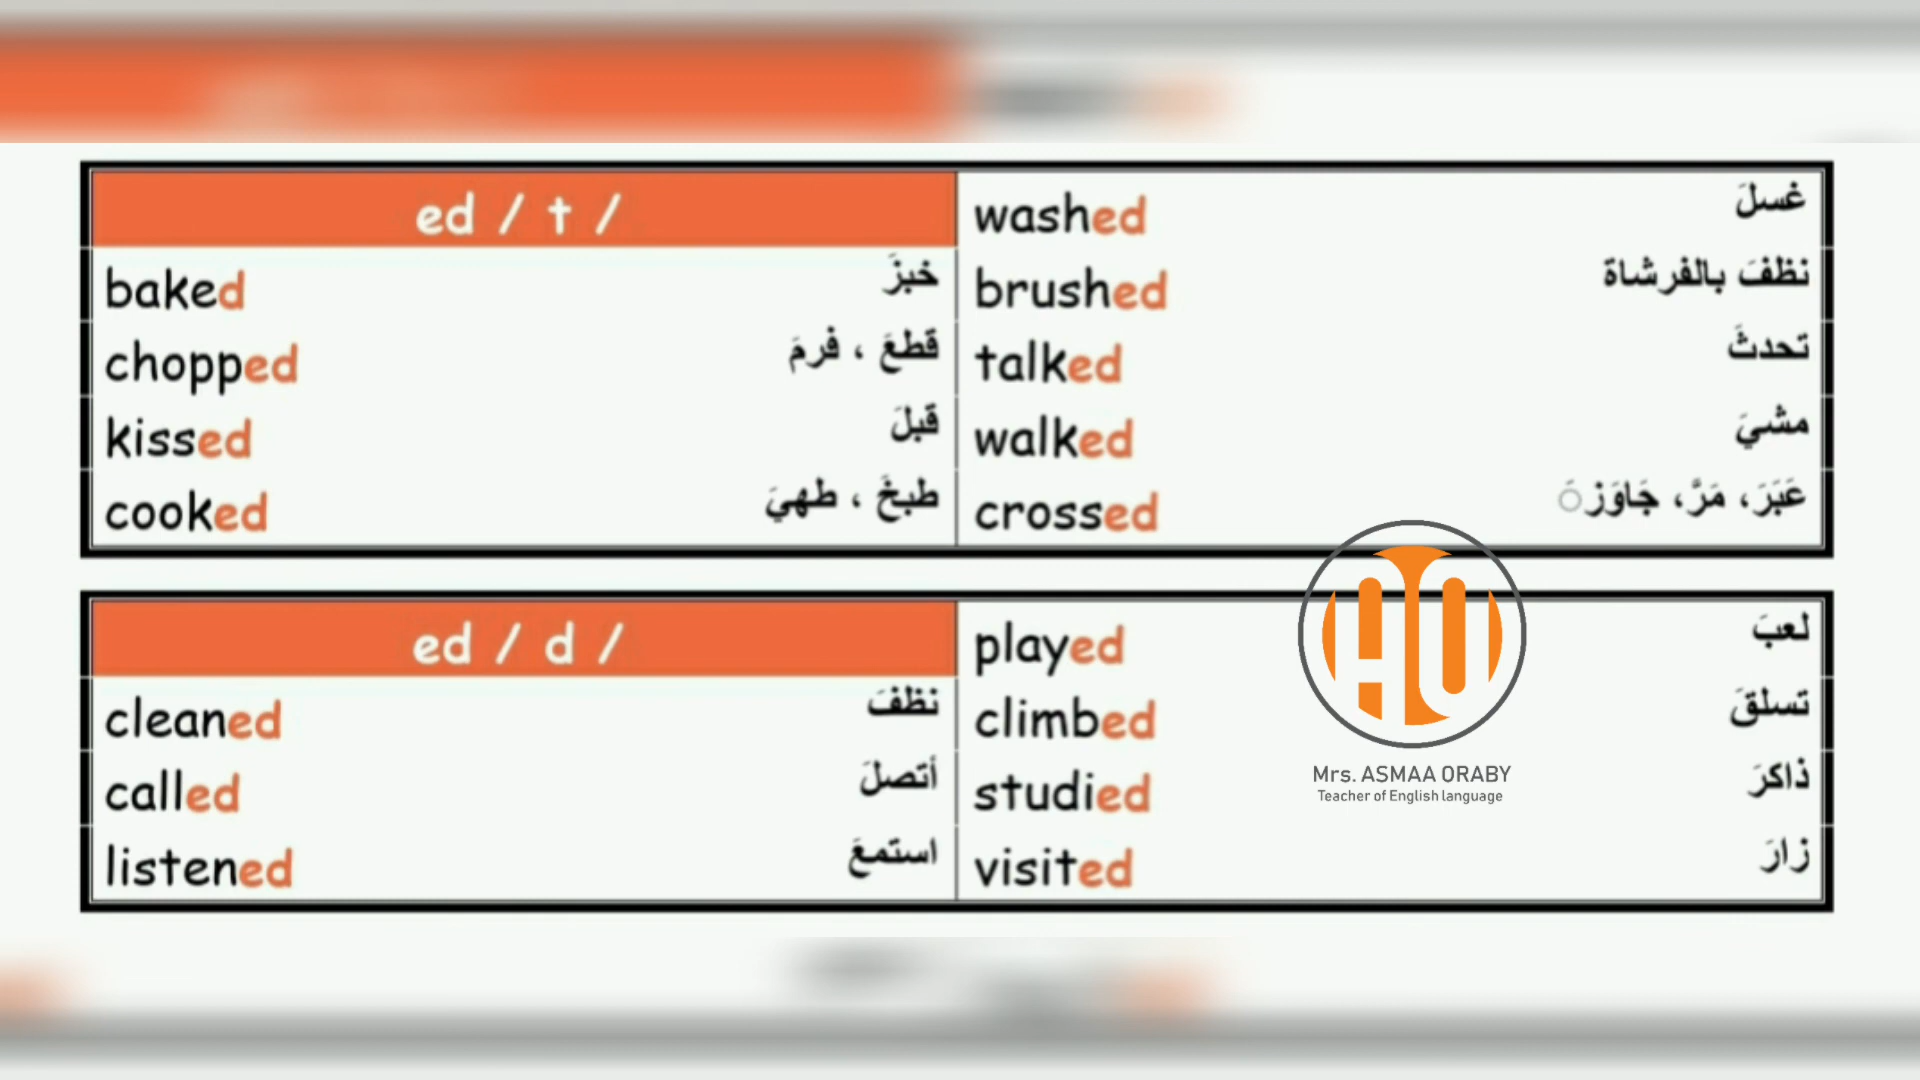 ed / t /
washed غسلَ
baked خبزَ
brushed نظفَ بالفرشاة
chopped قطعَ ، فرمَ
talked تحدثَ
kissed قبلَ
walked مشيَ
cooked طبخَ ، طهيَ
crossed عَبَرَ، مَرَّ، جَاوَزَ
ed / d /
played لعبَ
cleaned نظفَ
climbed تسلقَ
called أتصلَ
studied ذاكرَ
listened استمعَ
visited زارَ
Mrs. ASMAA ORABY
Teacher of English language